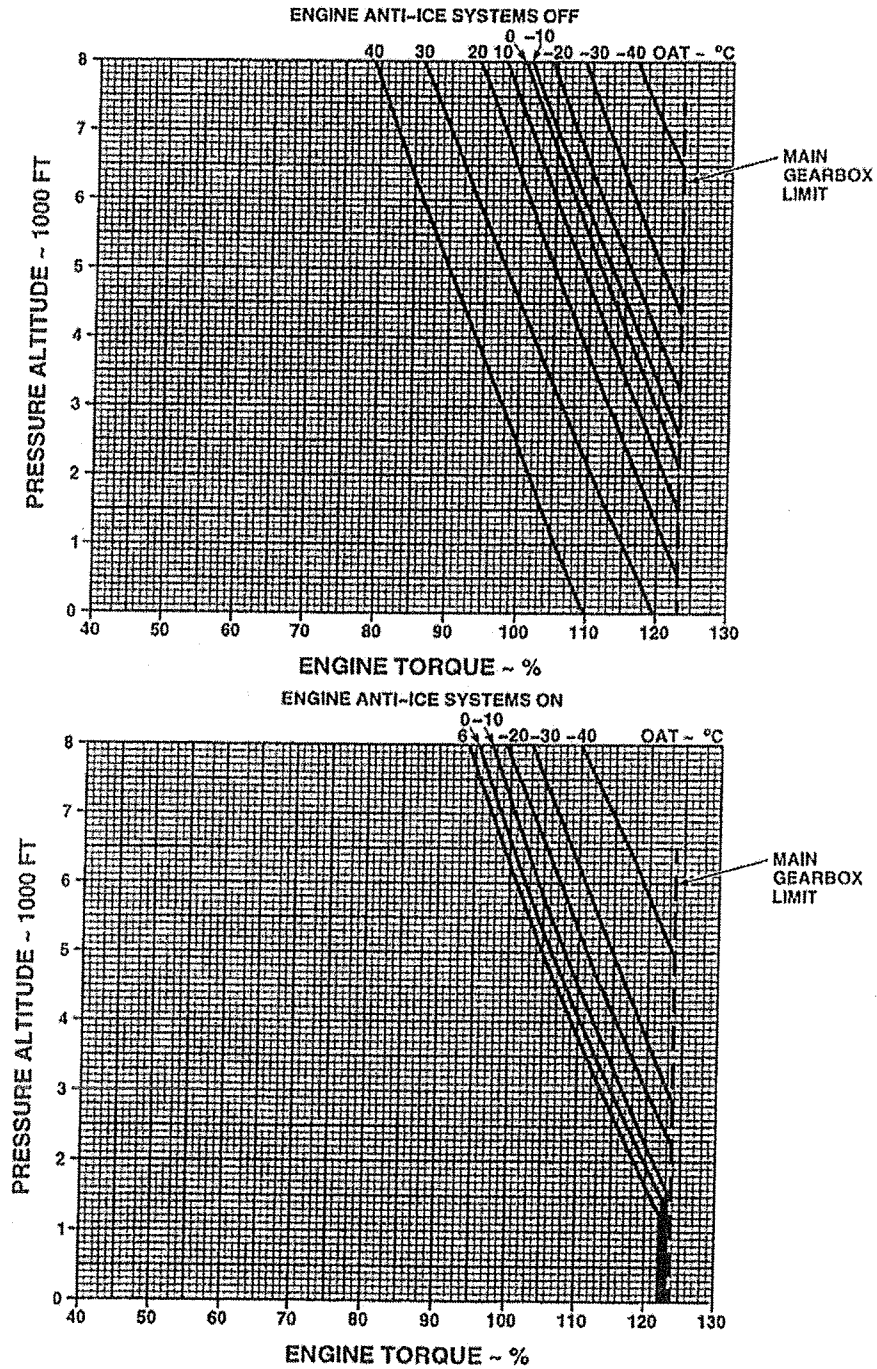 ENGINE ANTI-ICE SYSTEMS OFF
0 -10
40 30 20 10 -20 -30 -40 OAT ~ °C
8
7
6
5
4
3
2
1
0
PRESSURE ALTITUDE ~ 1000 FT
MAIN
GEARBOX
LIMIT
40 50 60 70 80 90 100 110 120 130
ENGINE TORQUE ~ %
ENGINE ANTI-ICE SYSTEMS ON
0 -10
6 -20 -30 -40 OAT ~ °C
8
7
6
5
4
3
2
1
0
PRESSURE ALTITUDE ~ 1000 FT
MAIN
GEARBOX
LIMIT
40 50 60 70 80 90 100 110 120 130
ENGINE TORQUE ~ %